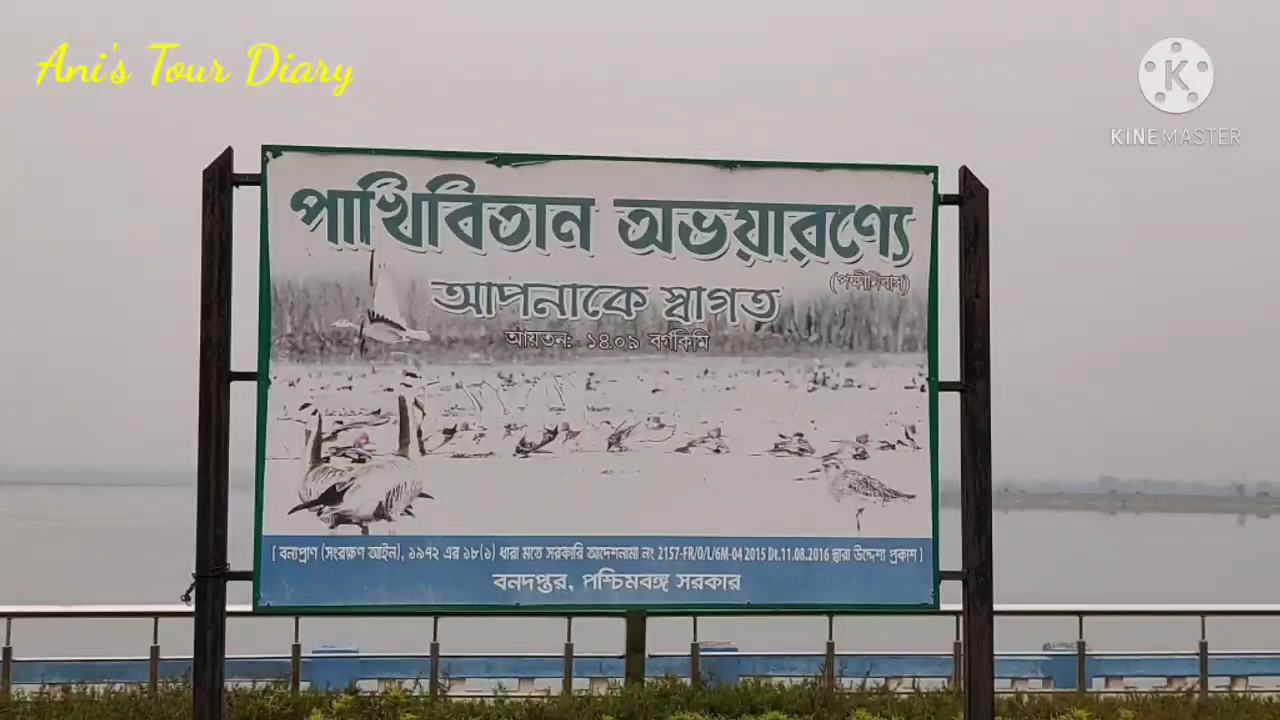 Ani's Tour Diary
KINEMASTER
পাখিবিতান অভয়ারণ্যে
(পক্ষীনিবাস)
আপনাকে স্বাগত
আয়তন: ১৪.০৯ বর্গকিমি
[ বন্যপ্রাণ (সংরক্ষণ আইন), ১৯৭২ এর ১৮(১) ধারা মতে সরকারি আদেশনামা নং 2157-FR/O/L/6M-04 2015 Dt.11.08.2016 দ্বারা উদ্দেশ্য প্রকাশ ]
বনদপ্তর, পশ্চিমবঙ্গ সরকার